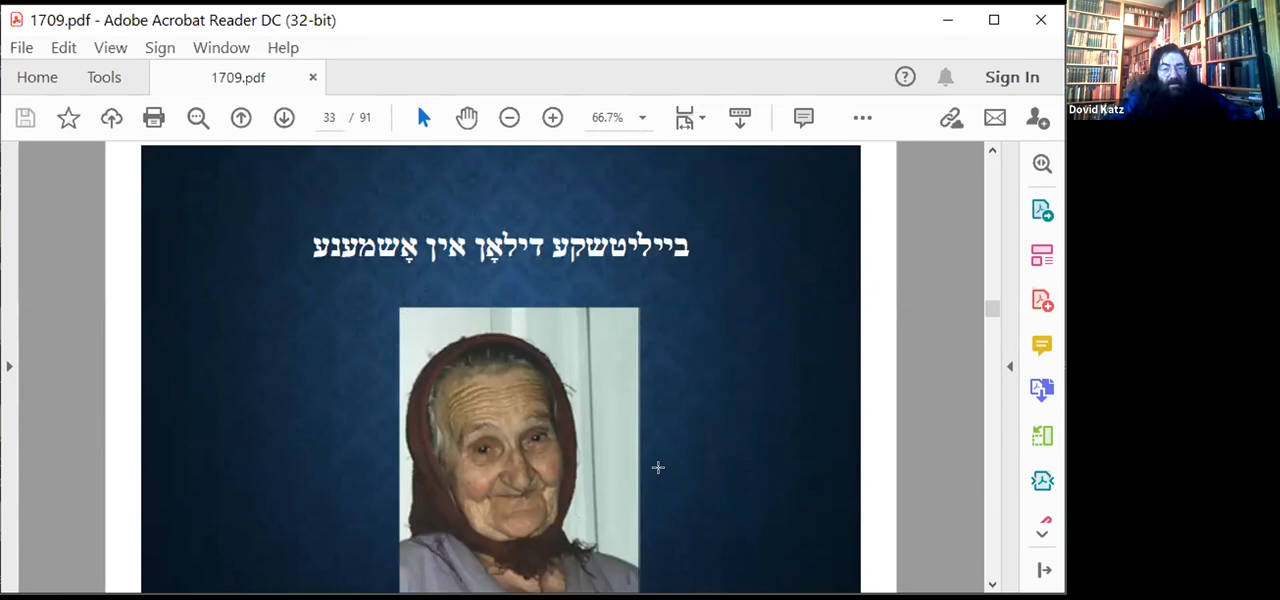 1709.pdf - Adobe Acrobat Reader DC (32-bit)
File Edit View Sign Window Help
Home Tools 1709.pdf Sign In
33 / 91 66.7%
Dovid Katz
בייליטשקע דילאָן אין אָשמענע